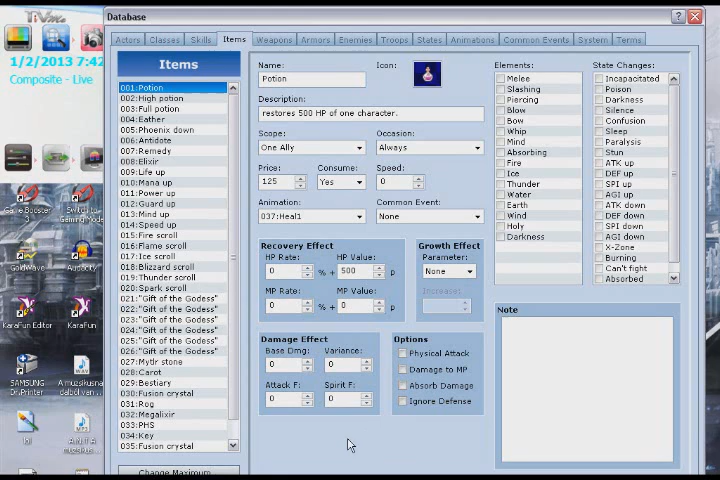 TiVme
1/2/2013 7:42
Composite - Live
Game Booster 3
Switch to Gaming Mode
GoldWave
Audacity
KaraFun Editor
KaraFun
SAMSUNG Dr.Printer
A muzsikusna
dalból van ...
Database
Actors
Classes
Skills
Items
Weapons
Armors
Enemies
Troops
States
Animations
Common Events
System
Terms
Items
001:Potion
002:High potion
003:Full potion
004:Eather
005:Phoenix down
006:Antidote
007:Remedy
008:Elixir
009:Life up
010:Mana up
011:Power up
012:Guard up
013:Mind up
014:Speed up
015:Fire scroll
016:Flame scroll
017:Ice scroll
018:Blizzard scroll
019:Thunder scroll
020:Spark scroll
021:"Gift of the Godess"
022:"Gift of the Godess"
023:"Gift of the Godess"
024:"Gift of the Godess"
025:"Gift of the Godess"
026:"Gift of the Godess"
027:Mytlr stone
028:Carot
029:Bestiary
030:Fusion crystal
031:Rog
032:Megalixir
033:PHS
034:Key
035:Fusion crystal
Change Maximum
Name:
Potion
Icon:
Description:
restores 500 HP of one character.
Scope:
One Ally
Occasion:
Always
Price:
125
Consume:
Yes
Speed:
0
Animation:
037:Heal1
Common Event:
None
Recovery Effect
HP Rate:
HP Value:
0 % + 500 p
MP Rate:
MP Value:
0 % + 0 p
Growth Effect
Parameter:
None
Increase:
Damage Effect
Base Dmg:
Variance:
0
0
Attack F:
Spirit F:
0
0
Options
Physical Attack
Damage to MP
Absorb Damage
Ignore Defense
Elements:
Melee
Slashing
Piercing
Blow
Bow
Whip
Mind
Absorbing
Fire
Ice
Thunder
Water
Earth
Wind
Holy
Darkness
State Changes:
Incapacitated
Poison
Darkness
Silence
Confusion
Sleep
Paralysis
Stun
ATK up
DEF up
SPI up
AGI up
ATK down
DEF down
SPI down
AGI down
X-Zone
Burning
Can't fight
Absorbed
Note